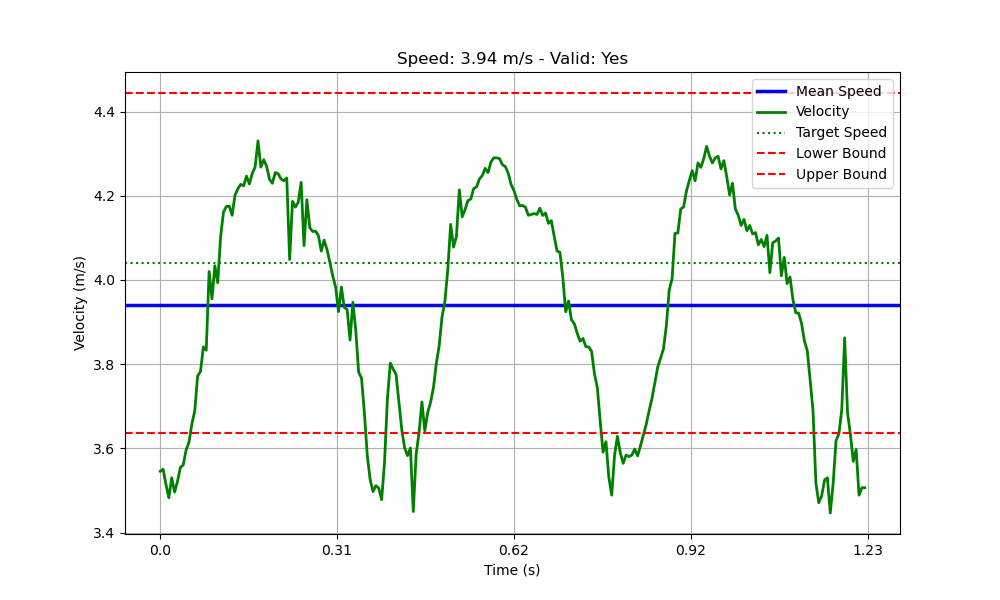 Speed: 3.94 m/s - Valid: Yes
Mean Speed
Velocity
Target Speed
Lower Bound
Upper Bound
4.4
4.2
4.0
3.8
3.6
3.4
Velocity (m/s)
0.0 0.31 0.62 0.92 1.23
Time (s)